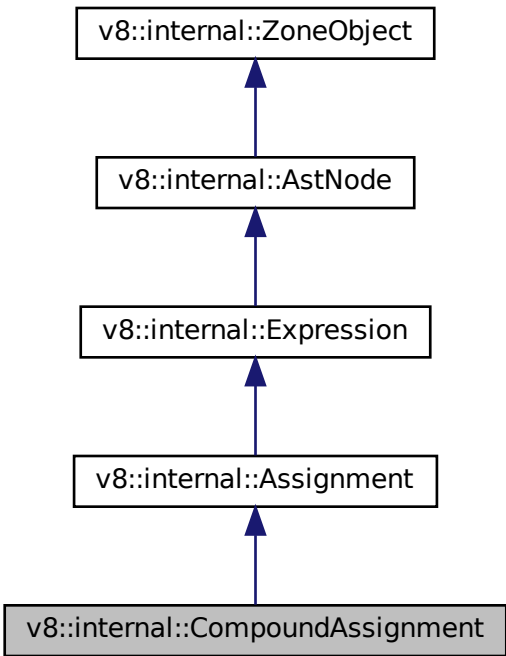 v8::internal::ZoneObject
v8::internal::AstNode
v8::internal::Expression
v8::internal::Assignment
v8::internal::CompoundAssignment